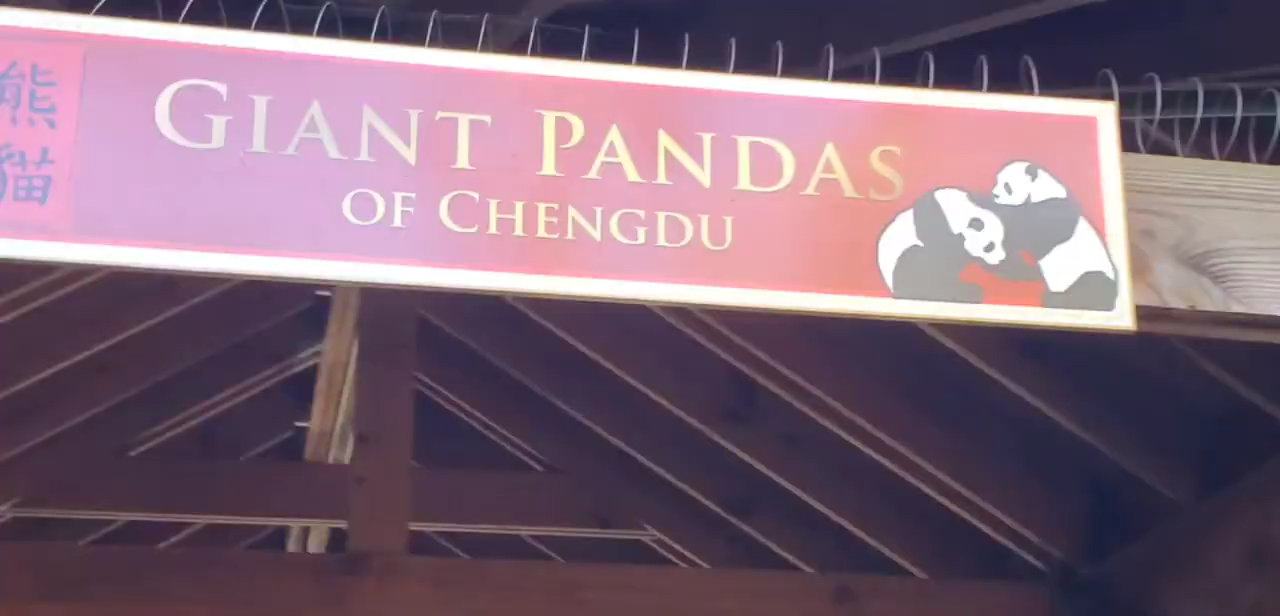 熊
貓
GIANT PANDAS
OF CHENGDU